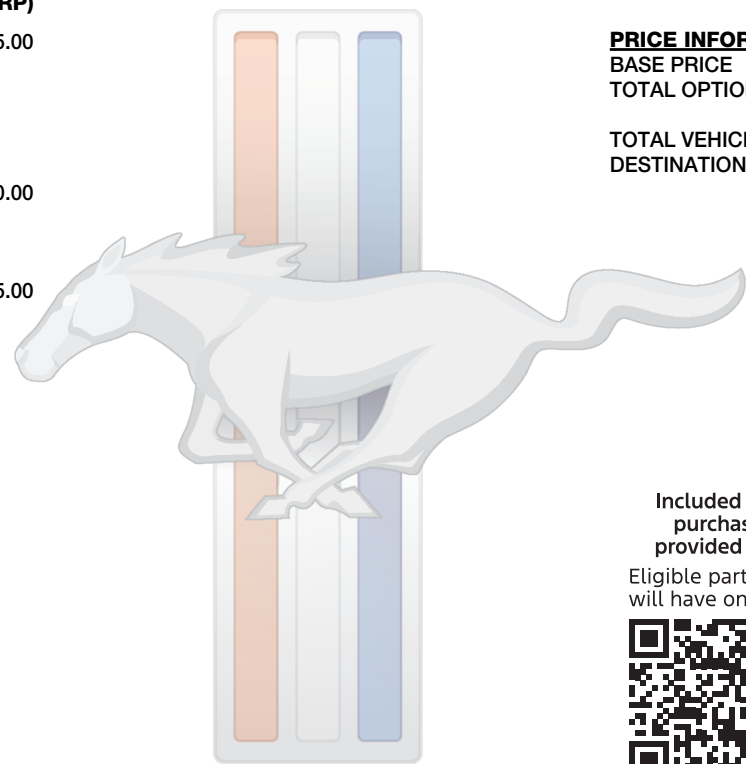 RP)
5.00
0.00
5.00
PRICE INFOR
BASE PRICE
TOTAL OPTIO
TOTAL VEHICL
DESTINATION
Included
purchas
provided
Eligible part
will have on